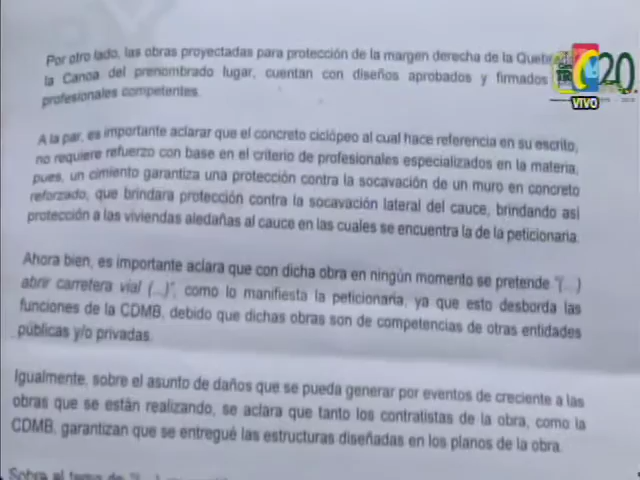 Por otro lado, las obras proyectadas para protección de la margen derecha de la
la Canoa del prenombrado lugar, cuentan con diseños aprobados y firmados
profesionales competentes.
A la par, es importante aclarar que el concreto ciclópeo al cual hace referencia en su escrito,
no requiere refuerzo con base en el criterio de profesionales especializados en la materia,
pues, un cimiento garantiza una protección contra la socavación de un muro en concreto
reforzado, que brindara protección contra la socavación lateral del cauce, brindando así
protección a las viviendas aledañas al cauce en las cuales se encuentra la de la peticionaria.
Ahora bien, es importante aclara que con dicha obra en ningún momento se pretende "(...)
abrir carretera vial (...)", como lo manifiesta la peticionaria, ya que esto desborda las
funciones de la CDMB, debido que dichas obras son de competencias de otras entidades
públicas y/o privadas.
Igualmente, sobre el asunto de daños que se pueda generar por eventos de creciente a las
obras que se están realizando, se aclara que tanto los contratistas de la obra, como la
CDMB, garantizan que se entregué las estructuras diseñadas en los planos de la obra.
20
VIVO